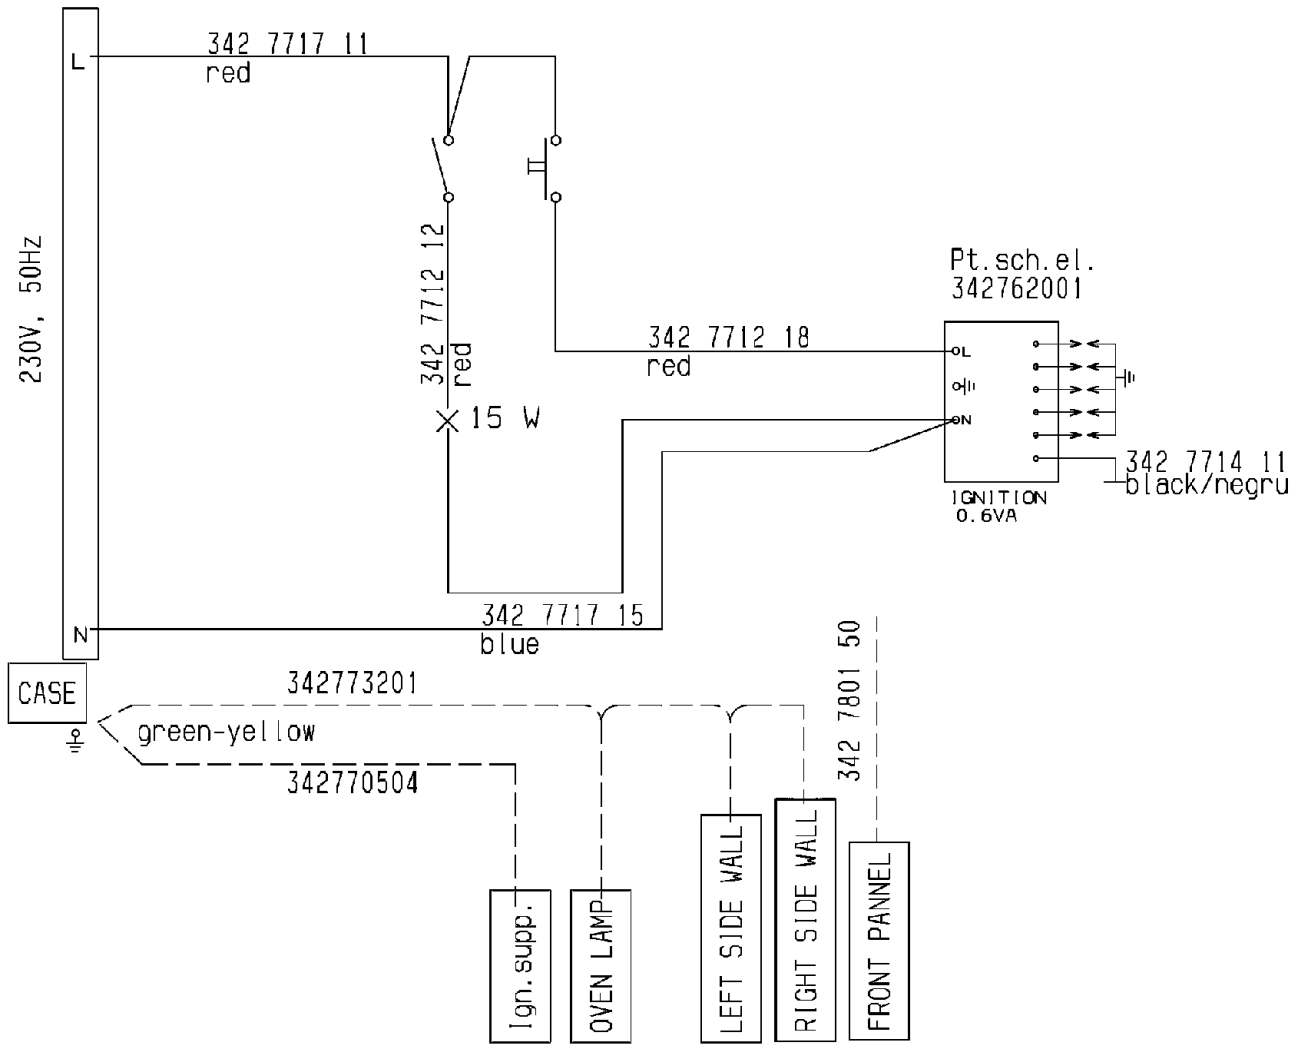 L
342 7717 11
red
230V, 50Hz
342 7712 12
red
15 W
342 7712 18
red
Pt.sch.el.
342762001
L
N
IGNITION
0.6VA
342 7714 11
black/negru
N
342 7717 15
blue
CASE
342773201
green-yellow
342770504
342 7801 50
Ign.supp.
OVEN LAMP
LEFT SIDE WALL
RIGHT SIDE WALL
FRONT PANNEL